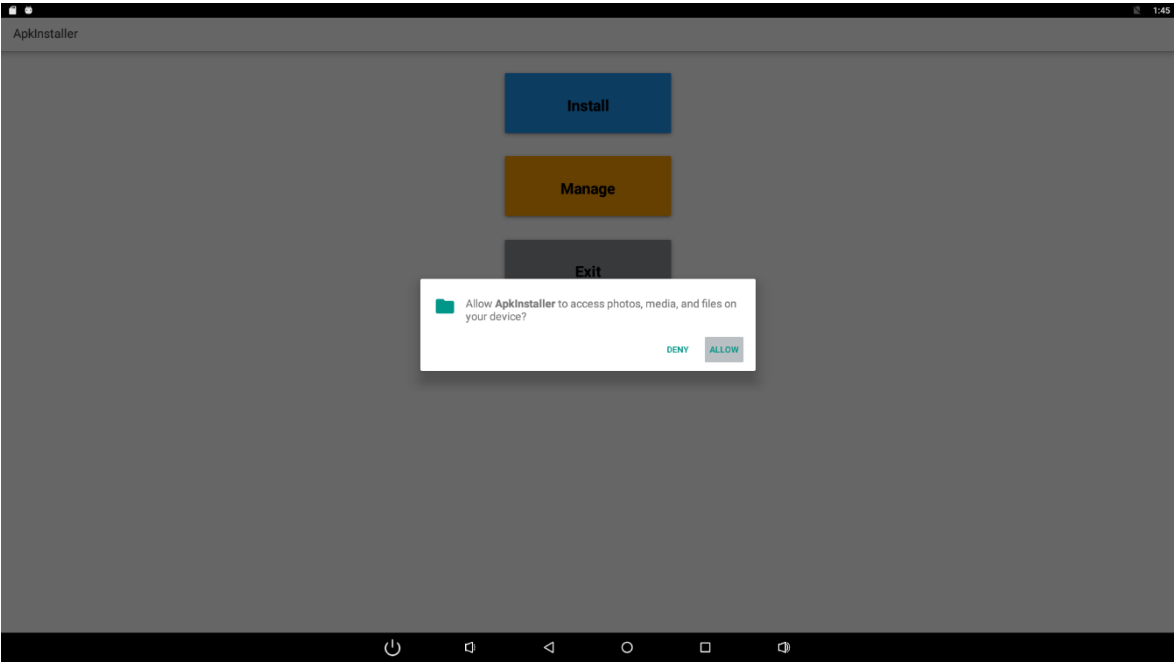 1:45
ApkInstaller
Install
Manage
Exit
Allow ApkInstaller to access photos, media, and files on
your device?
DENY ALLOW